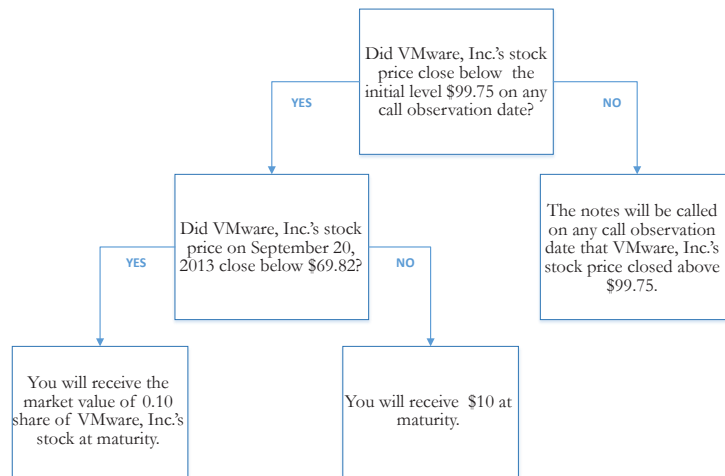 Did VMware, Inc.'s stock
price close below the
initial level $99.75 on any
call observation date?
YES
NO
Did VMware, Inc.'s stock
price on September 20,
2013 close below $69.82?
The notes will be called
on any call observation
date that VMware, Inc.'s
stock price closed above
$99.75.
YES
NO
You will receive the
market value of 0.10
share of VMware, Inc.'s
stock at maturity.
You will receive $10 at
maturity.